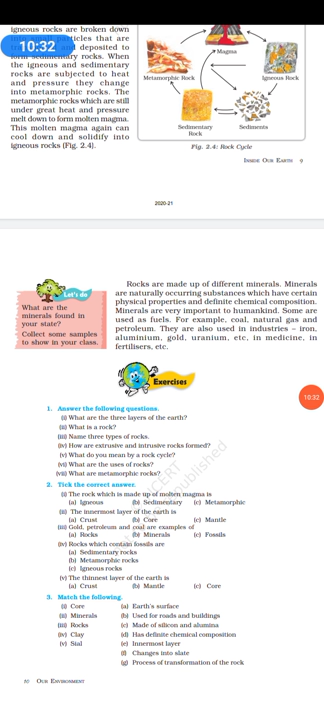 igneous rocks are broken down
particles that are
deposited to
form sedimentary rocks. When
the igneous and sedimentary
rocks are subjected to heat
and pressure they change
into metamorphic rocks. The
metamorphic rocks which are still
under great heat and pressure
melt down to form molten magma.
This molten magma again can
cool down and solidify into
igneous rocks (Fig. 2.4).
10:32
Magma
Metamorphic Rock
Igneous Rock
Sedimentary
Rock
Sediments
Fig. 2.4: Rock Cycle
INSIDE OUR EARTH 9
2020-21
Let's do
What are the
minerals found in
your state?
Collect some samples
to show in your class.
Rocks are made up of different minerals. Minerals
are naturally occurring substances which have certain
physical properties and definite chemical composition.
Minerals are very important to humankind. Some are
used as fuels. For example, coal, natural gas and
petroleum. They are also used in industries – iron,
aluminium, gold, uranium, etc, in medicine, in
fertilisers, etc.
Exercises
10:32
1. Answer the following questions.
(i) What are the three layers of the earth?
(ii) What is a rock?
(iii) Name three types of rocks.
(iv) How are extrusive and intrusive rocks formed?
(v) What do you mean by a rock cycle?
(vi) What are the uses of rocks?
(vii) What are metamorphic rocks?
2. Tick the correct answer.
(i) The rock which is made up of molten magma is
(a) Igneous (b) Sedimentary (c) Metamorphic
(ii) The innermost layer of the earth is
(a) Crust (b) Core (c) Mantle
(iii) Gold, petroleum and coal are examples of
(a) Rocks (b) Minerals (c) Fossils
(iv) Rocks which contain fossils are
(a) Sedimentary rocks
(b) Metamorphic rocks
(c) Igneous rocks
(v) The thinnest layer of the earth is
(a) Crust (b) Mantle (c) Core
3. Match the following.
(i) Core (a) Earth's surface
(ii) Minerals (b) Used for roads and buildings
(iii) Rocks (c) Made of silicon and alumina
(iv) Clay (d) Has definite chemical composition
(v) Sial (e) Innermost layer
(f) Changes into slate
(g) Process of transformation of the rock
10 OUR ENVIRONMENT